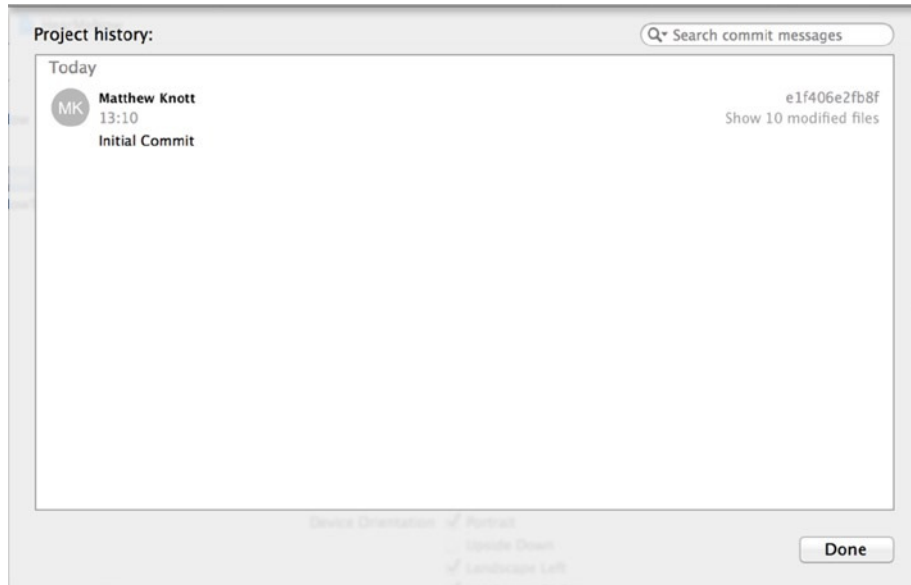 Project history:
Search commit messages
Today
MK
Matthew Knott
e1f406e2fb8f
13:10
Show 10 modified files
Initial Commit
Device Orientation
Portrait
Upside Down
Landscape Left
Done